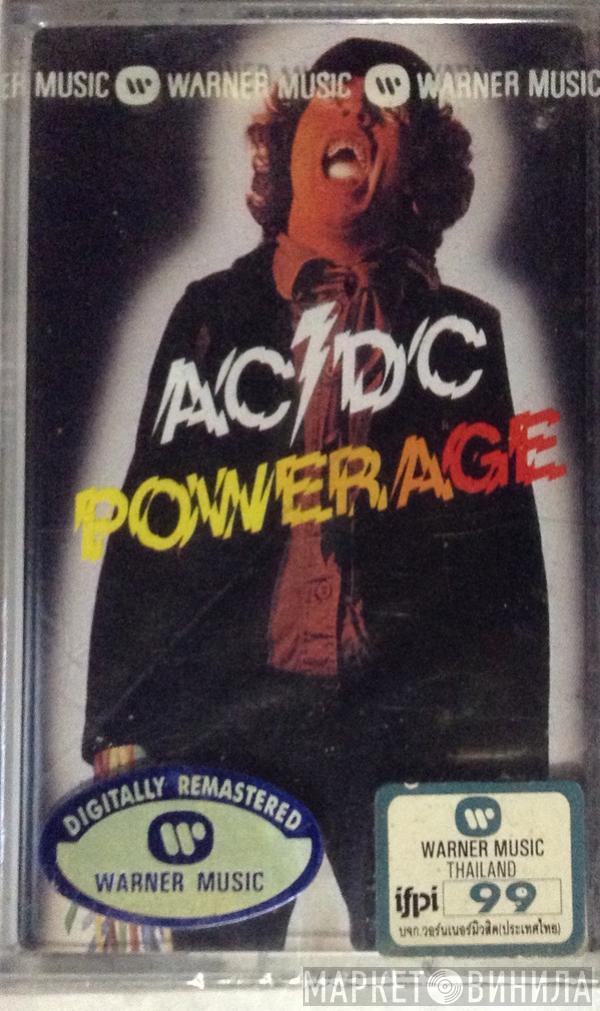 ER MUSIC W WARNER MUSIC W WARNER MUSIC
AC/DC
POWERAGE
DIGITALLY REMASTERED
WARNER MUSIC
WARNER MUSIC
THAILAND
ifpi 99
บจก.วอร์นเนอร์มิวสิค(ประเทศไทย)
МАРКЕТ ВИНИЛА